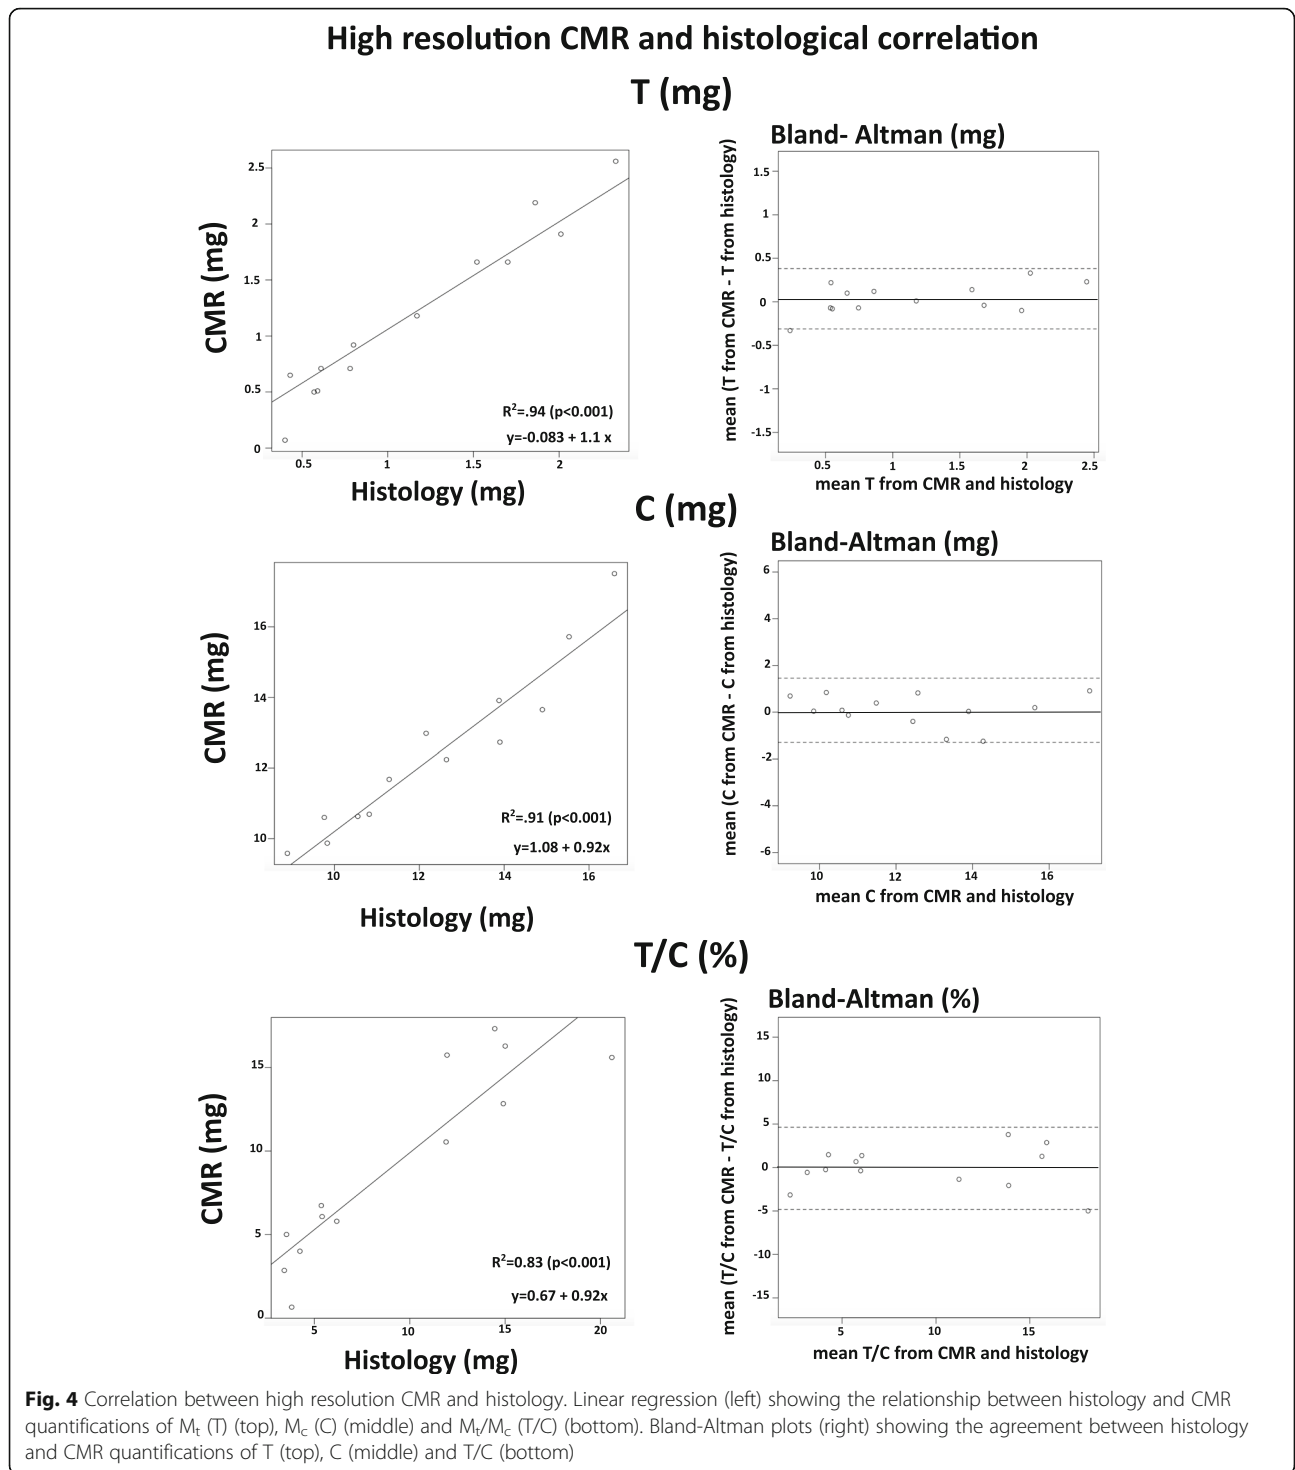 High resolution CMR and histological correlation
T (mg)
CMR (mg)
2.5
2
1.5
1
0.5
0
0.5
1
1.5
2
R²=.94 (p<0.001)
y=-0.083 + 1.1 x
Histology (mg)
Bland- Altman (mg)
mean (T from CMR - T from histology)
1.5
1
0.5
0
-0.5
-1
-1.5
0.5
1
1.5
2
2.5
mean T from CMR and histology
C (mg)
CMR (mg)
16
14
12
10
10
12
14
16
R²=.91 (p<0.001)
y=1.08 + 0.92x
Histology (mg)
Bland-Altman (mg)
mean (C from CMR - C from histology)
6
4
2
0
-2
-4
-6
10
12
14
16
mean C from CMR and histology
T/C (%)
CMR (mg)
15
10
5
0
5
10
15
20
R²=0.83 (p<0.001)
y=0.67 + 0.92x
Histology (mg)
Bland-Altman (%)
mean (T/C from CMR - T/C from histology)
15
10
5
0
-5
-10
-15
5
10
15
mean T/C from CMR and histology
Fig. 4 Correlation between high resolution CMR and histology. Linear regression (left) showing the relationship between histology and CMR
quantifications of Mt (T) (top), Mc (C) (middle) and Mt/Mc (T/C) (bottom). Bland-Altman plots (right) showing the agreement between histology
and CMR quantifications of T (top), C (middle) and T/C (bottom)